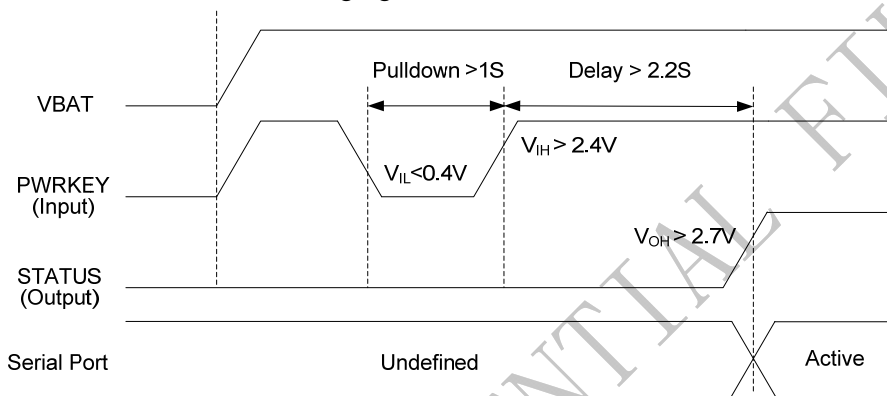 Pulldown >1S
Delay > 2.2S
VBAT
VIH > 2.4V
VIL<0.4V
PWRKEY
(Input)
VOH > 2.7V
STATUS
(Output)
Serial Port
Undefined
Active